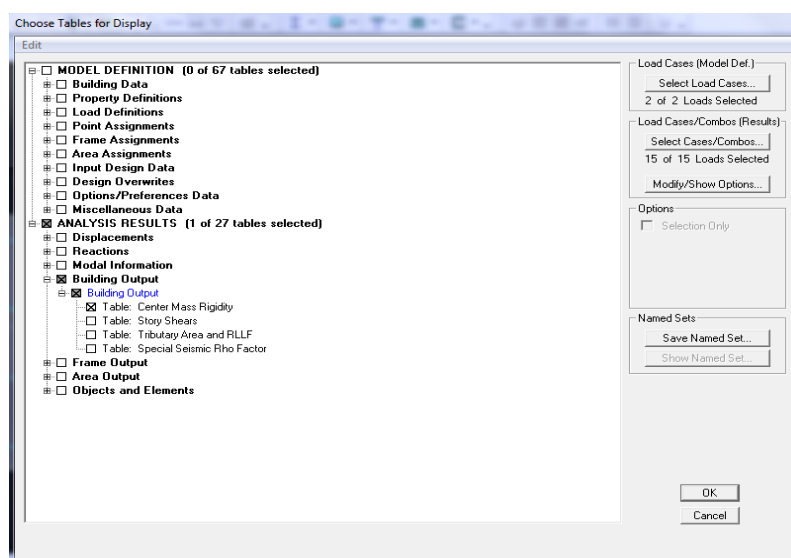 Choose Tables for Display
Edit
MODEL DEFINITION (0 of 67 tables selected)
Building Data
Property Definitions
Load Definitions
Point Assignments
Frame Assignments
Area Assignments
Input Design Data
Design Overwrites
Options/Preferences Data
Miscellaneous Data
ANALYSIS RESULTS (1 of 27 tables selected)
Displacements
Reactions
Modal Information
Building Output
Building Output
Table: Center Mass Rigidity
Table: Story Shears
Table: Tributary Area and RLLF
Table: Special Seismic Rho Factor
Frame Output
Area Output
Objects and Elements
Load Cases (Model Def.)
Select Load Cases...
2 of 2 Loads Selected
Load Cases/Combos (Results)
Select Cases/Combos...
15 of 15 Loads Selected
Modify/Show Options...
Options
Selection Only
Named Sets
Save Named Set...
Show Named Set...
OK
Cancel